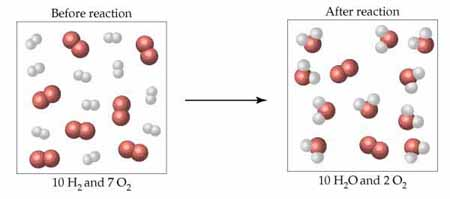 Before reaction
After reaction
10 H₂ and 7 O₂
10 H₂O and 2 O₂